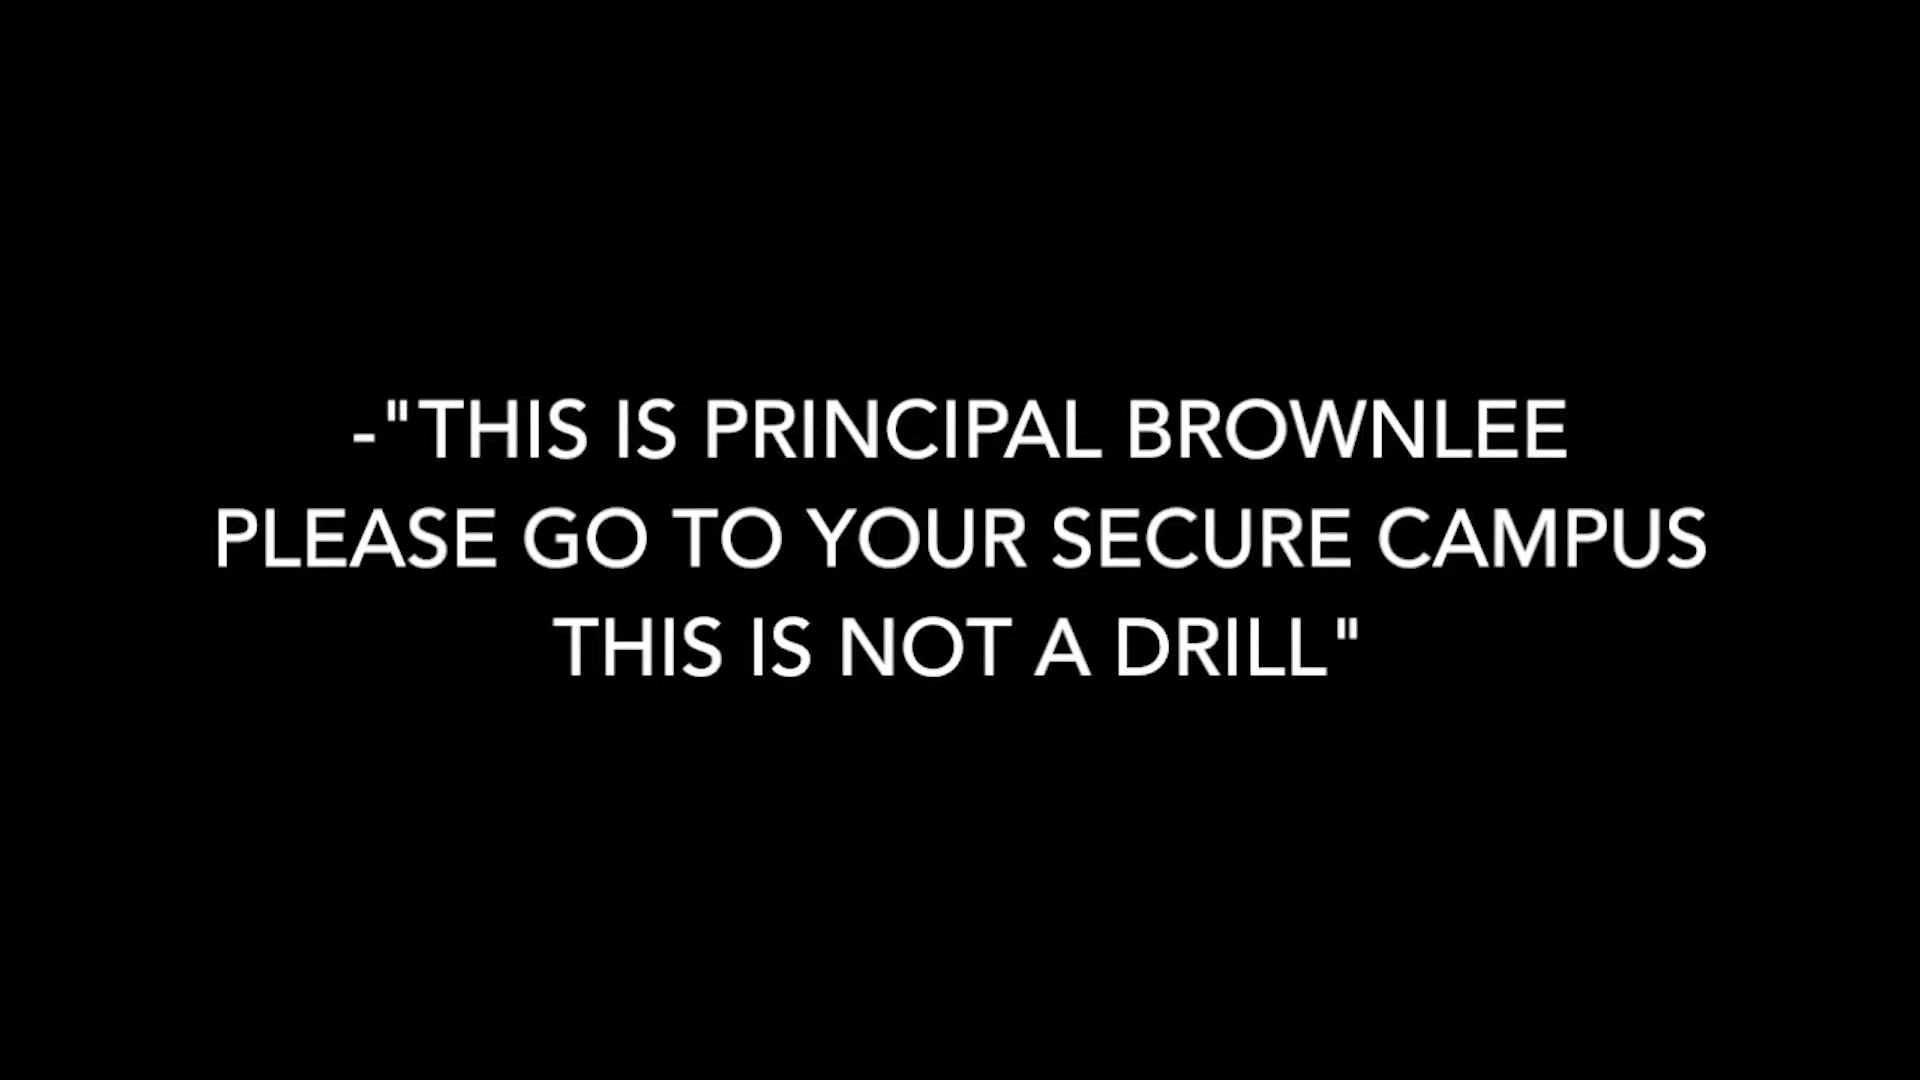 -"THIS IS PRINCIPAL BROWNLEE
PLEASE GO TO YOUR SECURE CAMPUS
THIS IS NOT A DRILL"